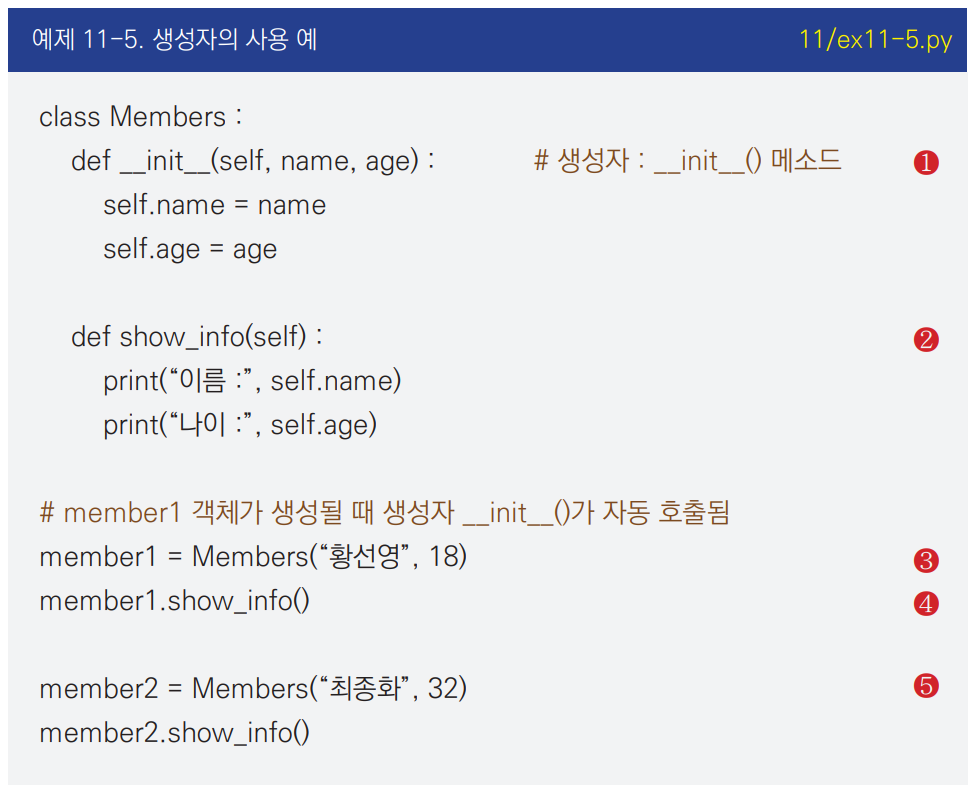 예제 11-5. 생성자의 사용 예 11/ex11-5.py
class Members :
def __init__(self, name, age) : # 생성자 : __init__() 메소드 ❶
self.name = name
self.age = age
def show_info(self) : ❷
print(“이름 :”, self.name)
print(“나이 :”, self.age)
# member1 객체가 생성될 때 생성자 __init__()가 자동 호출됨
member1 = Members(“황선영”, 18) ❸
member1.show_info() ❹
member2 = Members(“최종화”, 32) ❺
member2.show_info()